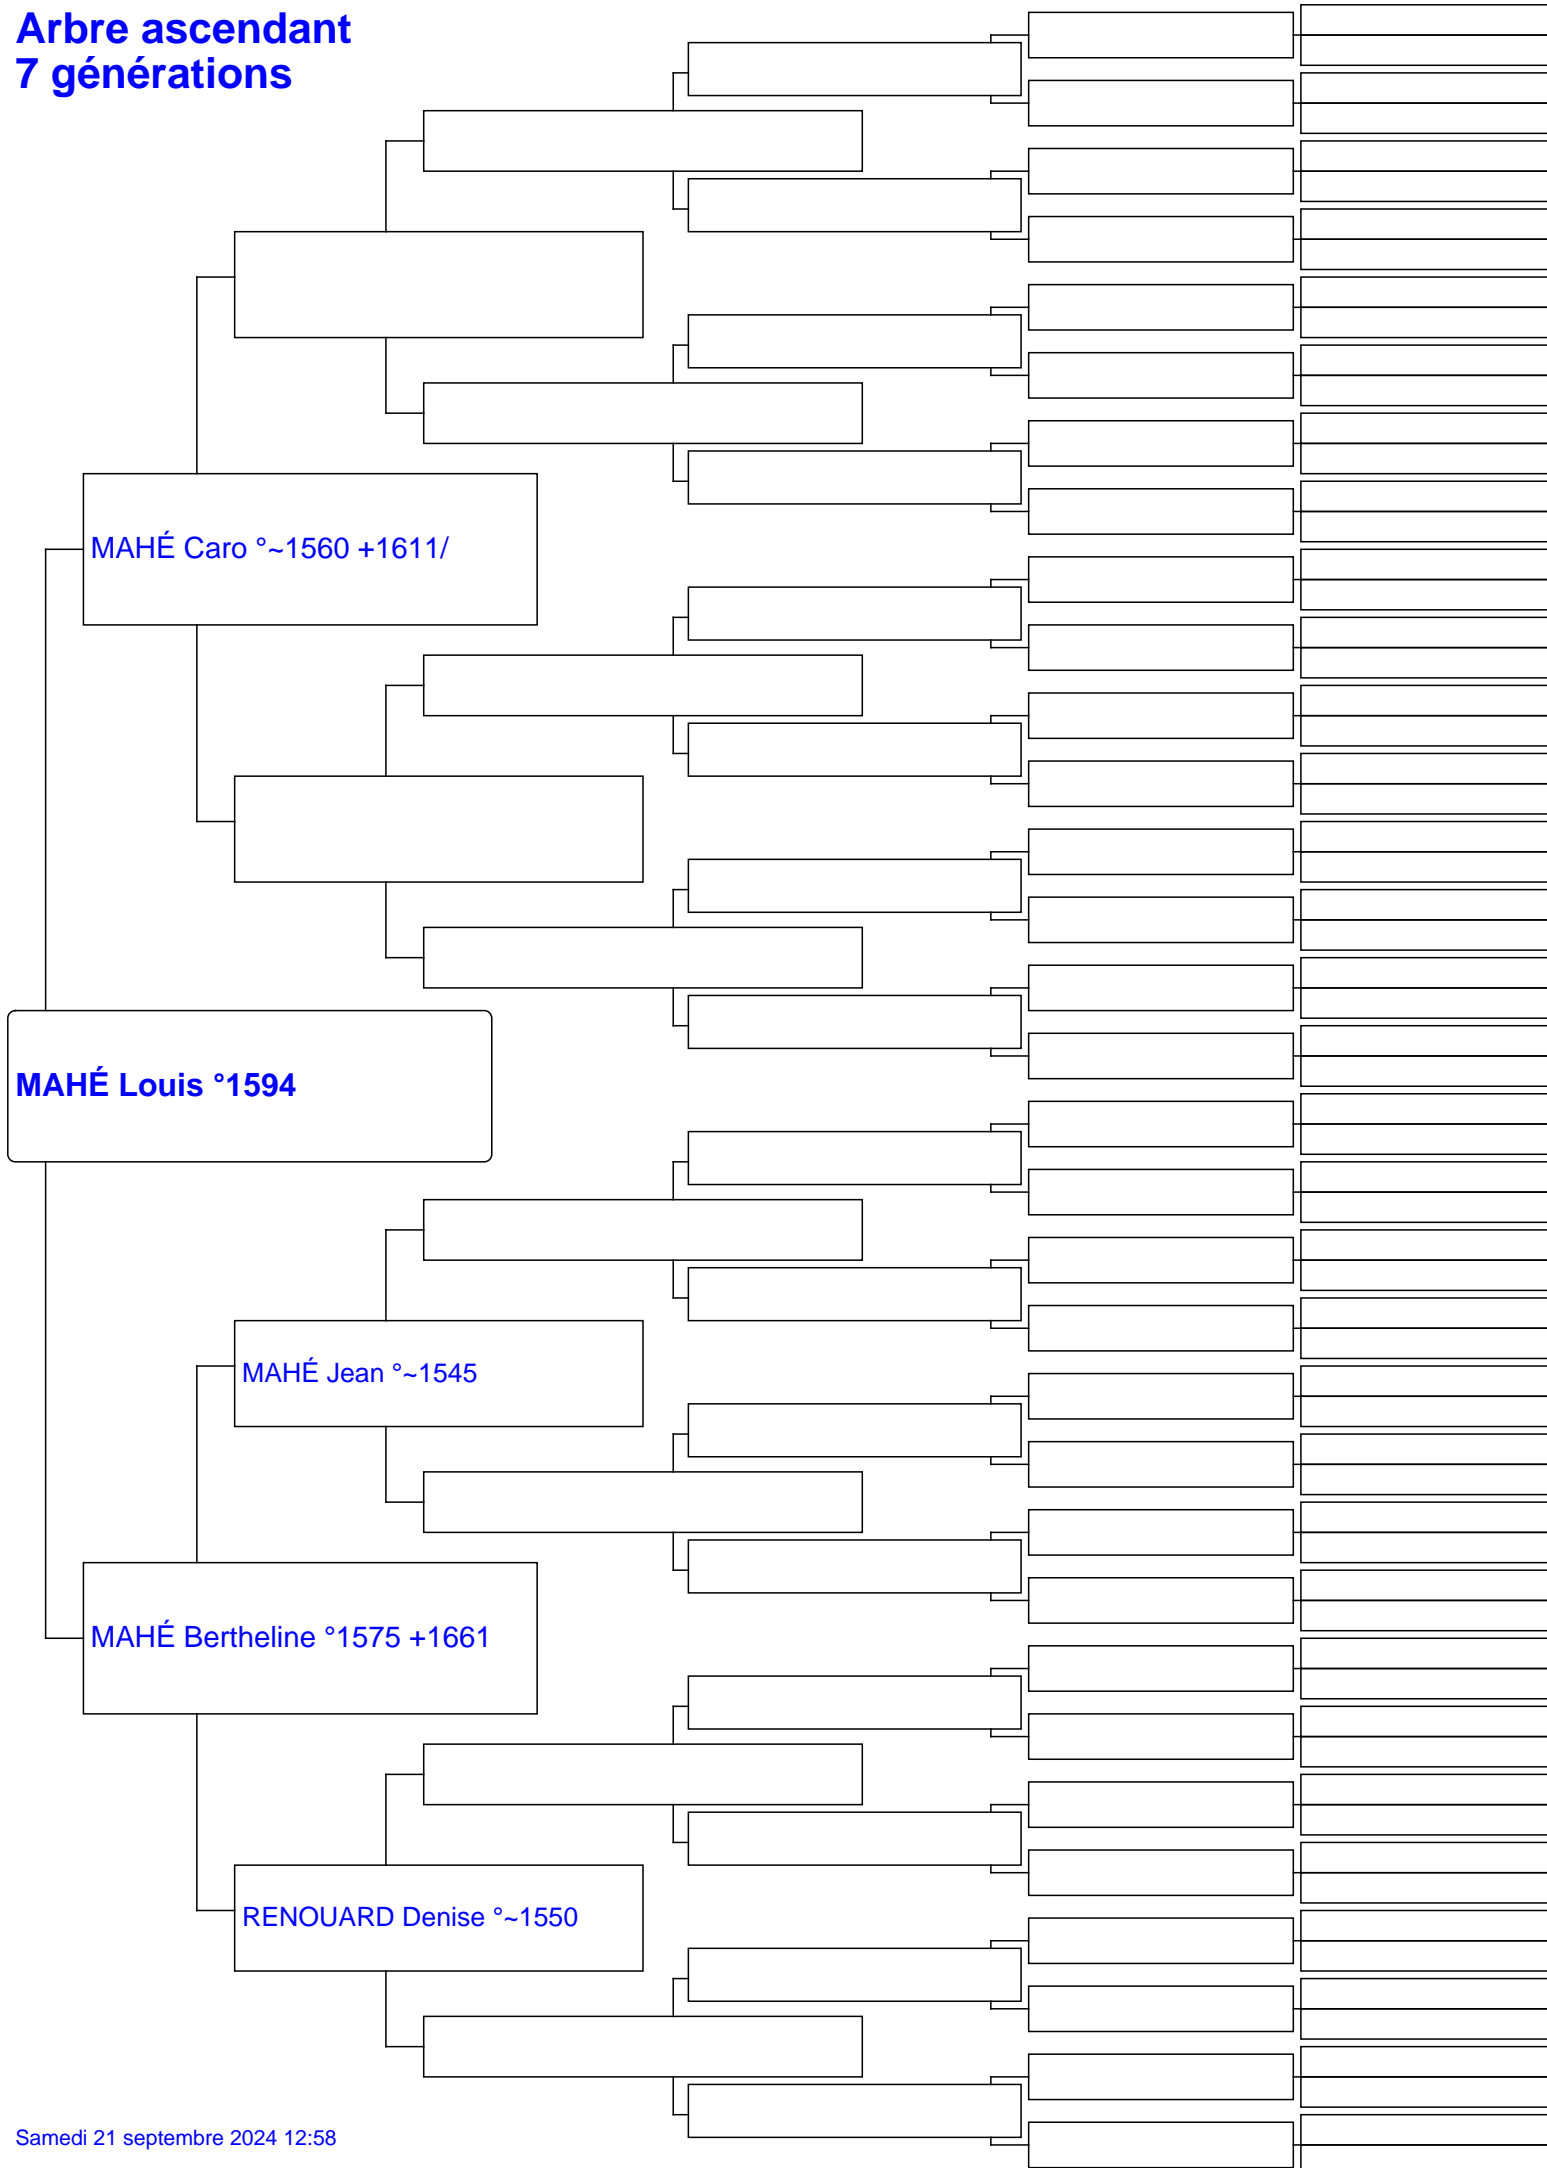 Arbre ascendant
7 générations
MAHÉ Caro °~1560 +1611/
MAHÉ Louis °1594
MAHÉ Jean °~1545
MAHÉ Bertheline °1575 +1661
RENOUARD Denise °~1550
Samedi 21 septembre 2024 12:58